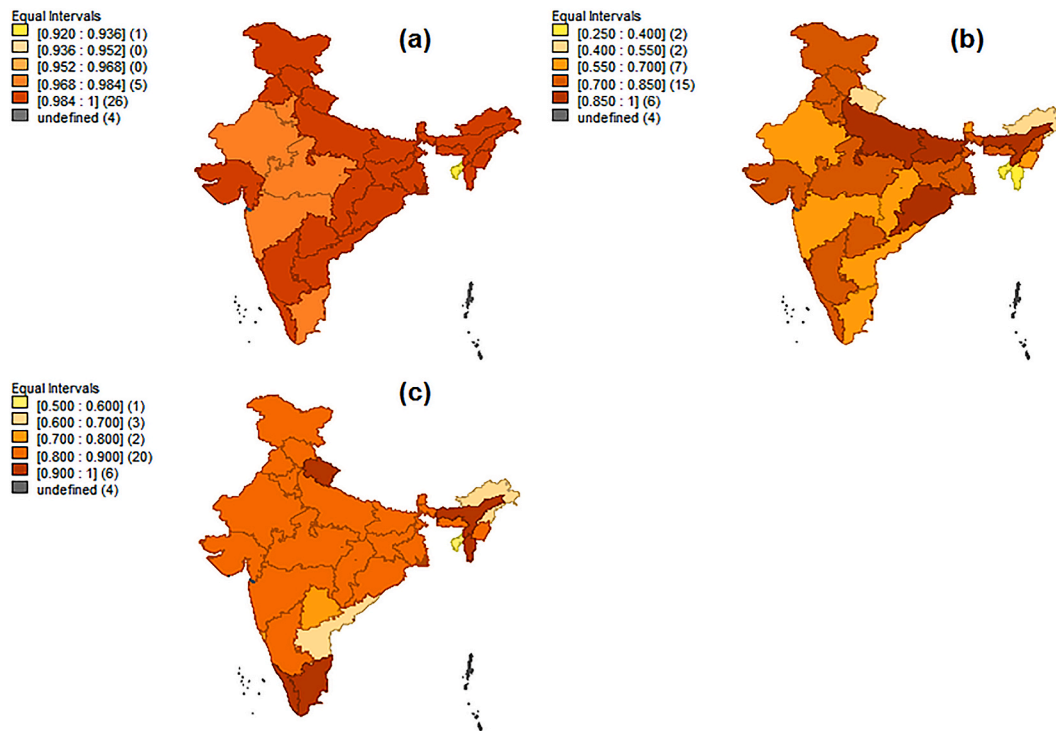 Equal Intervals
[0.920 : 0.936] (1)
[0.936 : 0.952] (0)
[0.952 : 0.968] (0)
[0.968 : 0.984] (5)
[0.984 : 1] (26)
undefined (4)
(a)
Equal Intervals
[0.250 : 0.400] (2)
[0.400 : 0.550] (2)
[0.550 : 0.700] (7)
[0.700 : 0.850] (15)
[0.850 : 1] (6)
undefined (4)
(b)
Equal Intervals
[0.500 : 0.600] (1)
[0.600 : 0.700] (3)
[0.700 : 0.800] (2)
[0.800 : 0.900] (20)
[0.900 : 1] (6)
undefined (4)
(c)